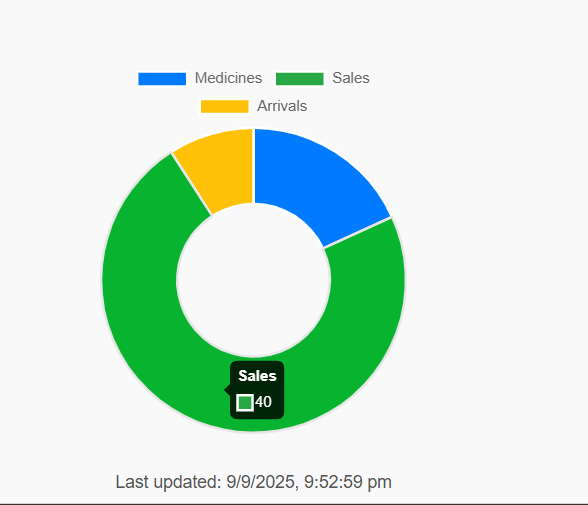 Medicines Sales
Arrivals
Sales
40
Last updated: 9/9/2025, 9:52:59 pm